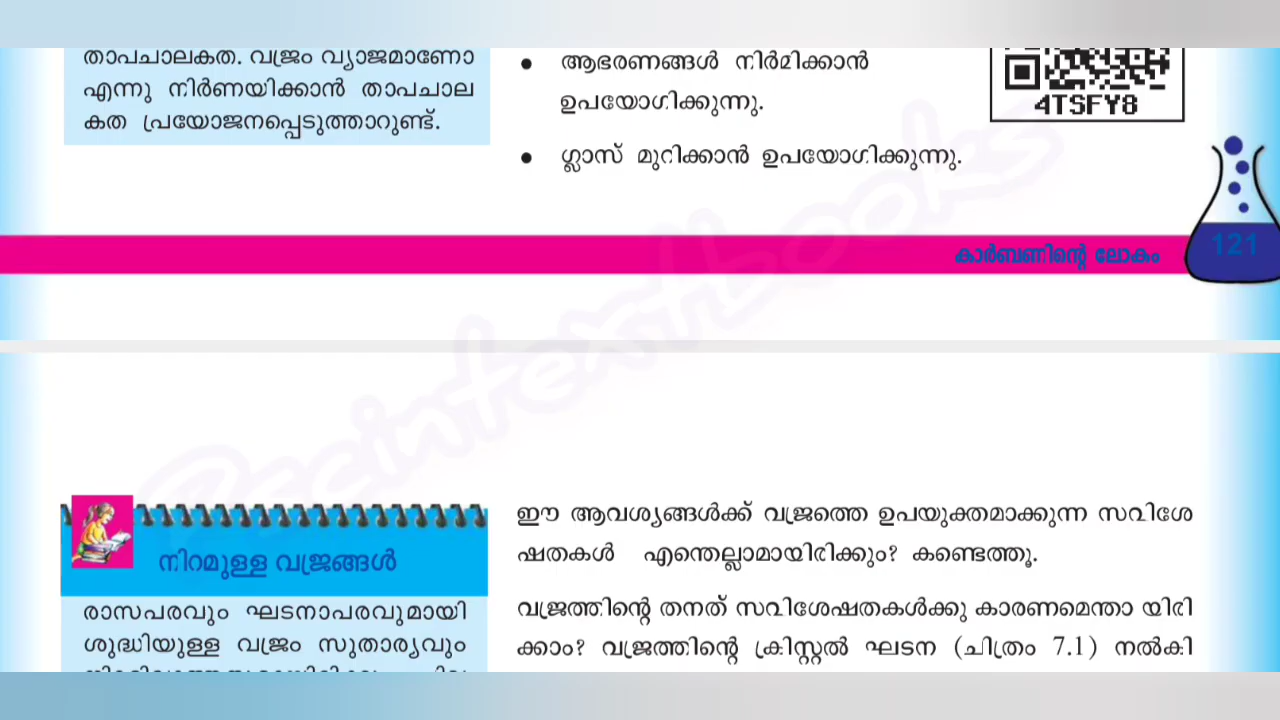 താപചാലകത. വജ്രം വ്യാജമാണോ
എന്നു നിർണയിക്കാൻ താപചാല
കത പ്രയോജനപ്പെടുത്താറുണ്ട്.
• ആഭരണങ്ങൾ നിർമിക്കാൻ
ഉപയോഗിക്കുന്നു.
• ഗ്ലാസ് മുറിക്കാൻ ഉപയോഗിക്കുന്നു.
4TSFY8
കാർബണിന്റെ ലോകം
121
Pscintextbooks
നിറമുള്ള വജ്രങ്ങൾ
രാസപരവും ഘടനാപരവുമായി
ശുദ്ധിയുള്ള വജ്രം സുതാര്യവും
ഈ ആവശ്യങ്ങൾക്ക് വജ്രത്തെ ഉപയുക്തമാക്കുന്ന സവിശേ
ഷതകൾ എന്തെല്ലാമായിരിക്കും? കണ്ടെത്തൂ.
വജ്രത്തിന്റെ തനത് സവിശേഷതകൾക്കു കാരണമെന്താ യിരി
ക്കാം? വജ്രത്തിന്റെ ക്രിസ്റ്റൽ ഘടന (ചിത്രം 7.1) നൽകി